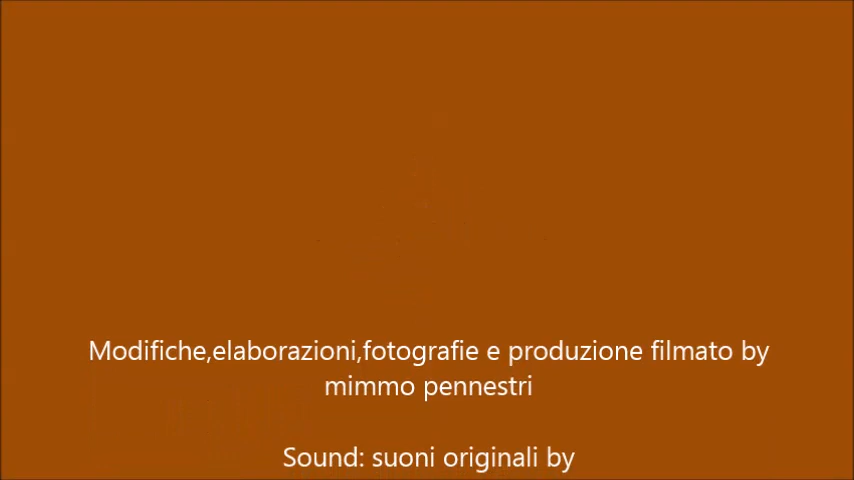 Modifiche,elaborazioni,fotografie e produzione filmato by
mimmo pennestri
Sound: suoni originali by